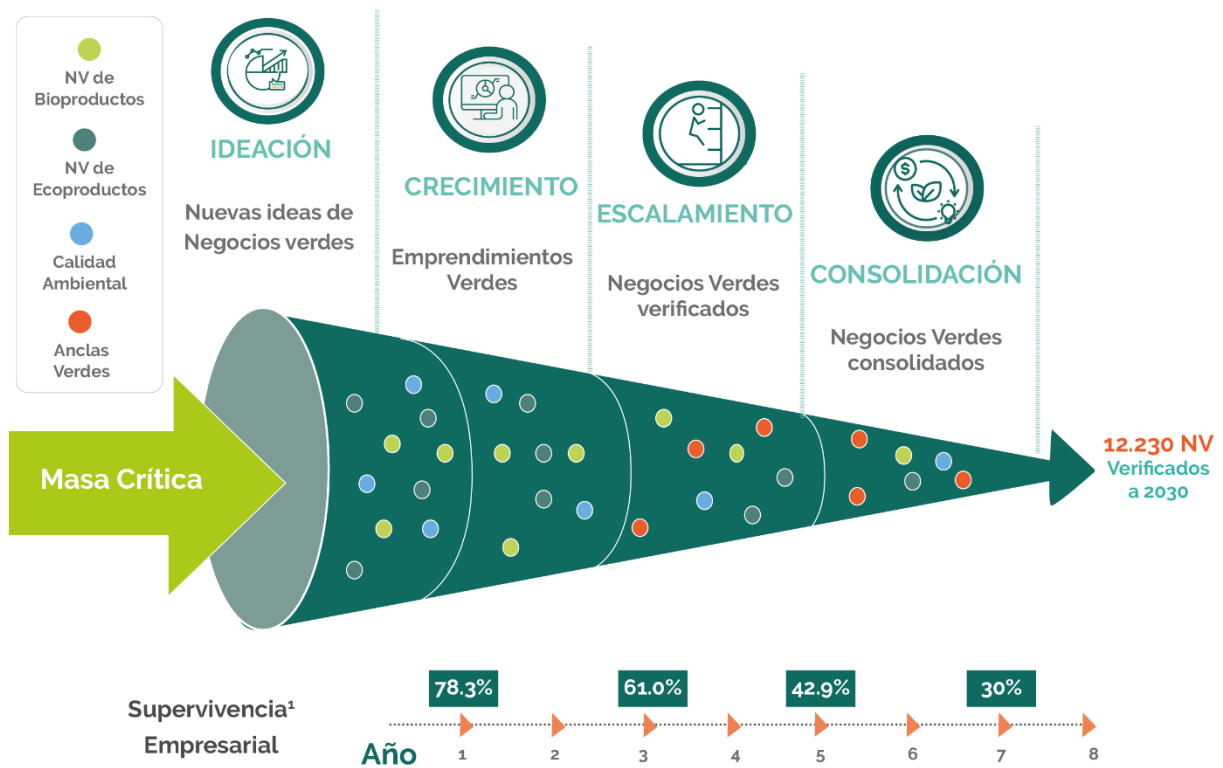 NV de
Bioproductos
NV de
Ecoproductos
Calidad
Ambiental
Anclas
Verdes
IDEACIÓN
Nuevas ideas de
Negocios verdes
CRECIMIENTO
Emprendimientos
Verdes
ESCALAMIENTO
Negocios Verdes
verificados
CONSOLIDACIÓN
Negocios Verdes
consolidados
Masa Crítica
12.230 NV
Verificados
a 2030
Supervivencia¹
Empresarial
78.3%
61.0%
42.9%
30%
Año
1 2 3 4 5 6 7 8